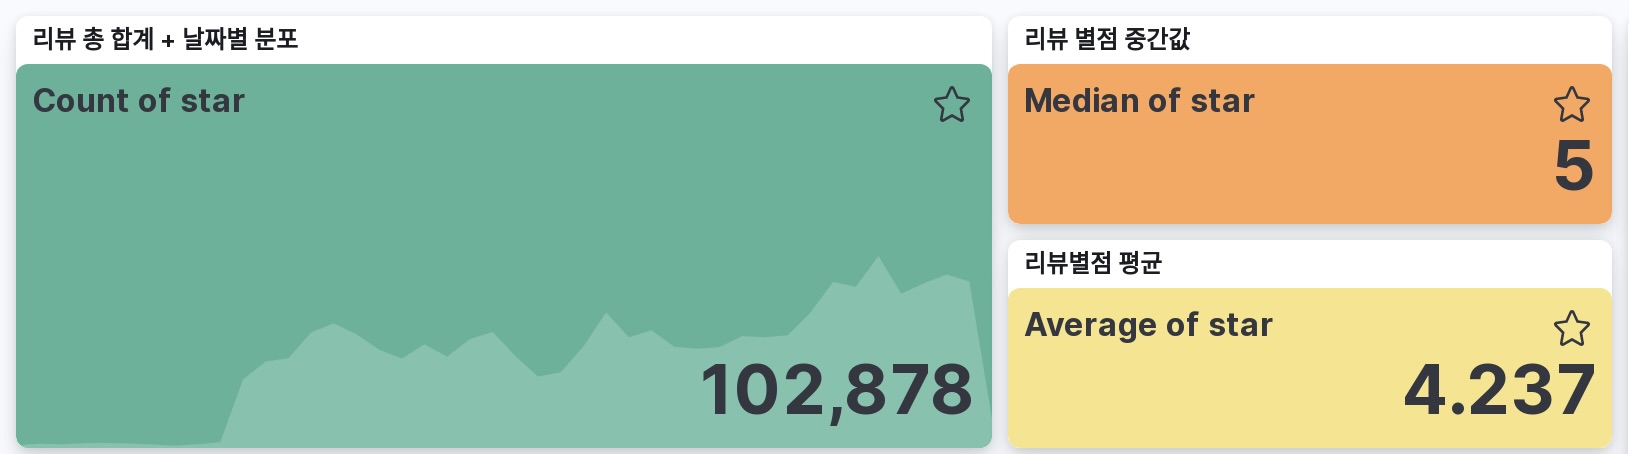 리뷰 총 합계 + 날짜별 분포
Count of star
102,878
리뷰 별점 중간값
Median of star
5
리뷰별점 평균
Average of star
4.237